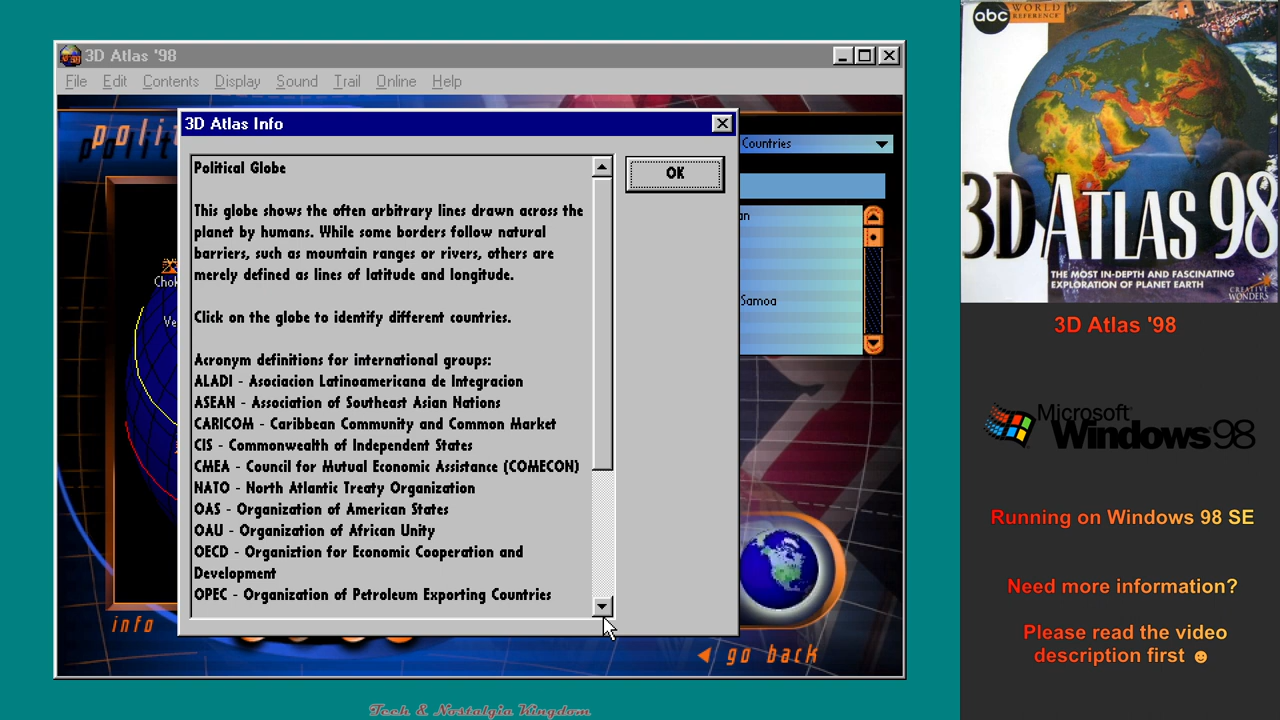 3D Atlas '98
File Edit Contents Display Sound Trail Online Help
polit
3D Atlas Info
Political Globe
This globe shows the often arbitrary lines drawn across the
planet by humans. While some borders follow natural
barriers, such as mountain ranges or rivers, others are
merely defined as lines of latitude and longitude.
Click on the globe to identify different countries.
Acronym definitions for international groups:
ALADI - Asociacion Latinoamericana de Integracion
ASEAN - Association of Southeast Asian Nations
CARICOM - Caribbean Community and Common Market
CIS - Commonwealth of Independent States
CMEA - Council for Mutual Economic Assistance (COMECON)
NATO - North Atlantic Treaty Organization
OAS - Organization of American States
OAU - Organization of African Unity
OECD - Organiztion for Economic Cooperation and
Development
OPEC - Organization of Petroleum Exporting Countries
OK
Countries
an
Samoa
Chok
Ve
info
go back
Tech & Nostalgia Kingdom
abc WORLD
REFERENCE
3D ATLAS 98
THE MOST IN-DEPTH AND FASCINATING
EXPLORATION OF PLANET EARTH
CREATIVE
WONDERS
3D Atlas '98
Microsoft
Windows 98
Running on Windows 98 SE
Need more information?
Please read the video
description first ☻